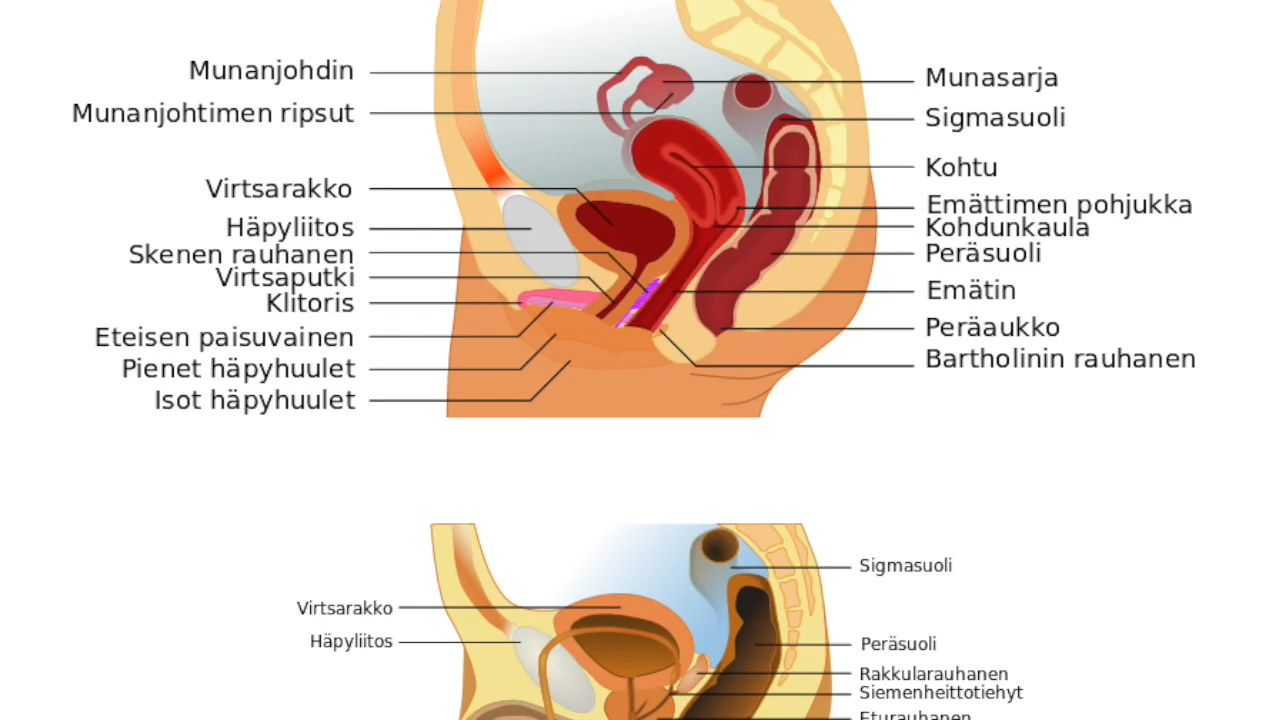 Munanjohdin
Munanjohtimen ripsut
Virtsarakko
Häpyliitos
Skenen rauhanen
Virtsaputki
Klitoris
Eteisen paisuvainen
Pienet häpyhuulet
Isot häpyhuulet
Munasarja
Sigmasuoli
Kohtu
Emättimen pohjukka
Kohdunkaula
Peräsuoli
Emätin
Peräaukko
Bartholinin rauhanen
Virtsarakko
Häpyliitos
Sigmasuoli
Peräsuoli
Rakkularauhanen
Siemenheittotiehyt
Eturauhanen